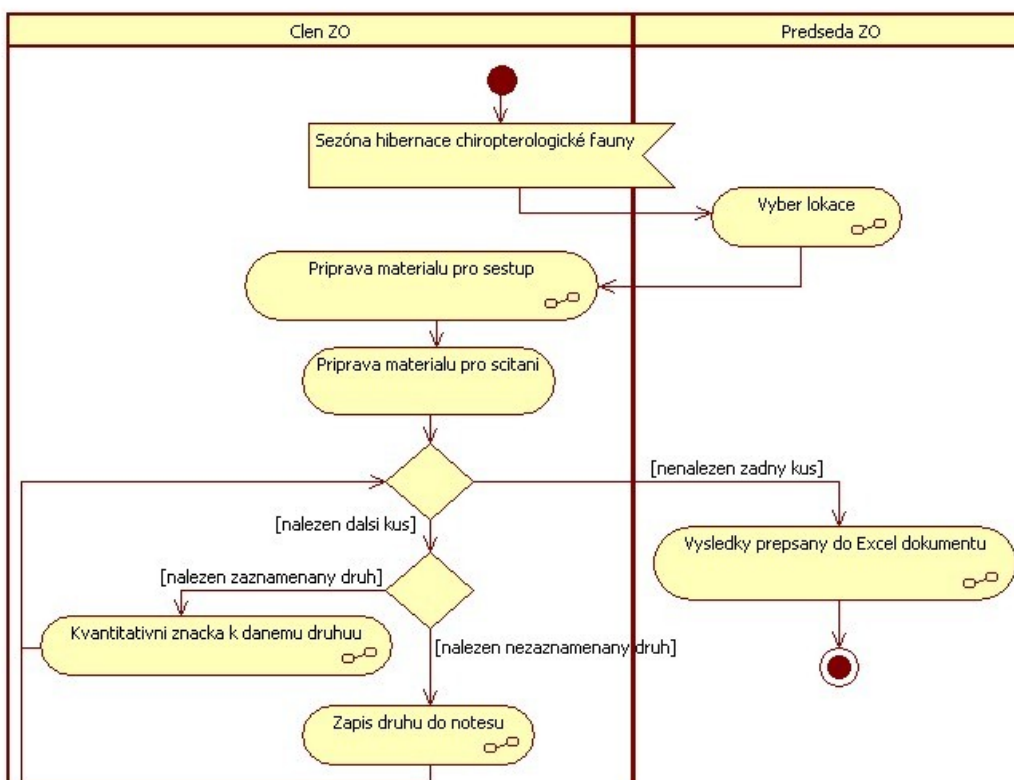 Clen ZO
Predseda ZO
Sezóna hibernace chiropterologické fauny
Vyber lokace
Priprava materialu pro sestup
Priprava materialu pro scitani
[nenalezen zadny kus]
[nalezen dalsi kus]
Vysledky prepsany do Excel dokumentu
[nalezen zaznamenany druh]
Kvantitativni znacka k danemu druhuu
[nalezen nezaznamenany druh]
Zapis druhu do notesu